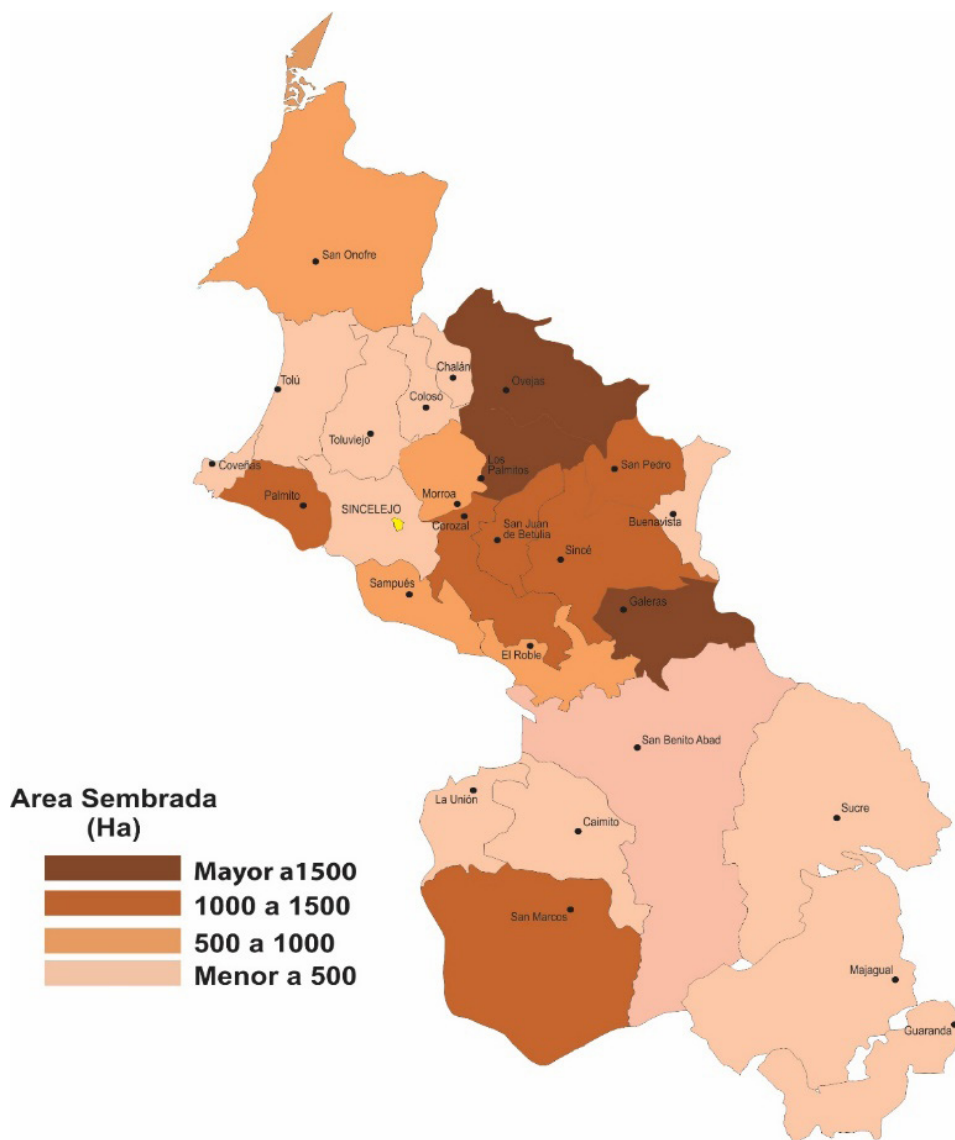 San Onofre
Chalán
Tolú
Ovejas
Colosó
Toluviejo
Los
Palmitos
Coveñas
San Pedro
Palmito
Morroa
SINCELEJO
Buenavista
Corozal
San Juan
de Betulia
Sincé
Sampués
Galeras
El Roble
San Benito Abad
La Unión
Sucre
Caimito
San Marcos
Majagual
Guaranda
Area Sembrada
(Ha)
Mayor a1500
1000 a 1500
500 a 1000
Menor a 500